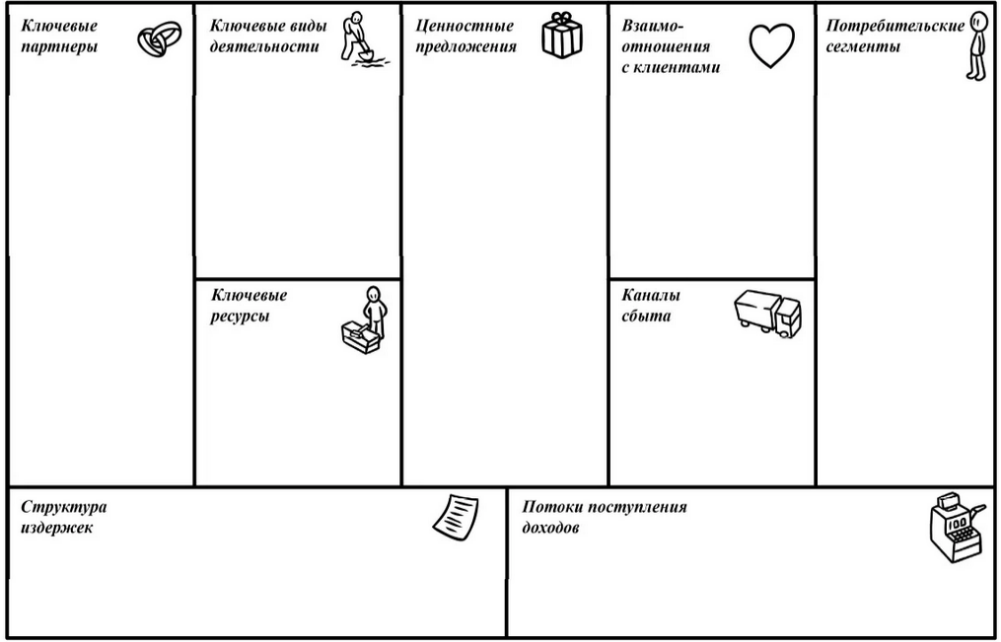 Ключевые
партнеры
Ключевые виды
деятельности
Ценностные
предложения
Взаимо-
отношения
с клиентами
Потребительские
сегменты
Ключевые
ресурсы
Каналы
сбыта
Структура
издержек
Потоки поступления
доходов
100